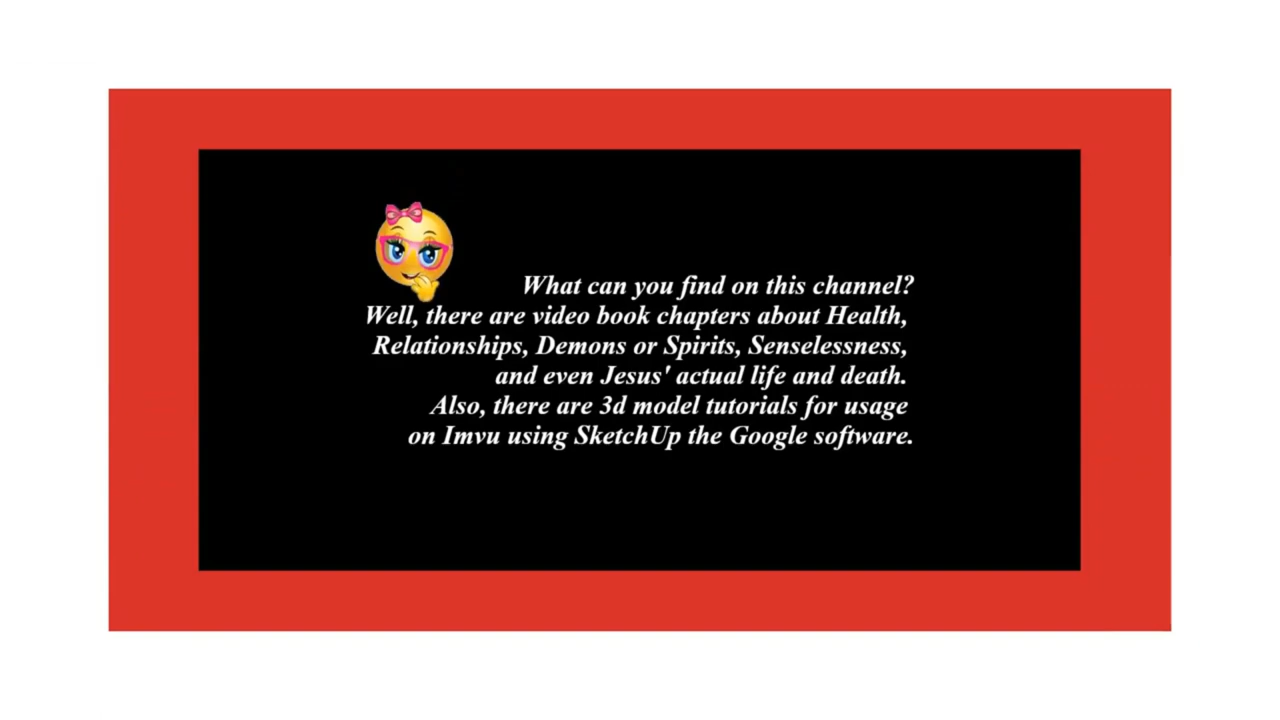 What can you find on this channel?
Well, there are video book chapters about Health,
Relationships, Demons or Spirits, Senselessness,
and even Jesus' actual life and death.
Also, there are 3d model tutorials for usage
on Imvu using SketchUp the Google software.